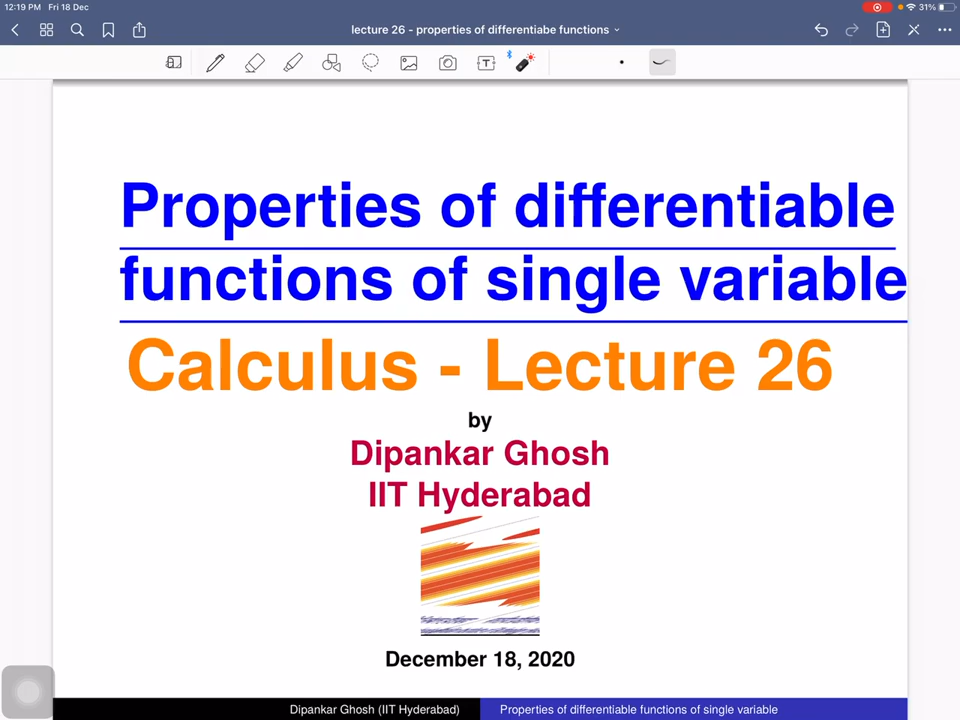 12:19 PM Fri 18 Dec
31%
lecture 26 - properties of differentiabe functions
T
Properties of differentiable
functions of single variable
Calculus - Lecture 26
by
Dipankar Ghosh
IIT Hyderabad
December 18, 2020
Dipankar Ghosh (IIT Hyderabad)
Properties of differentiable functions of single variable